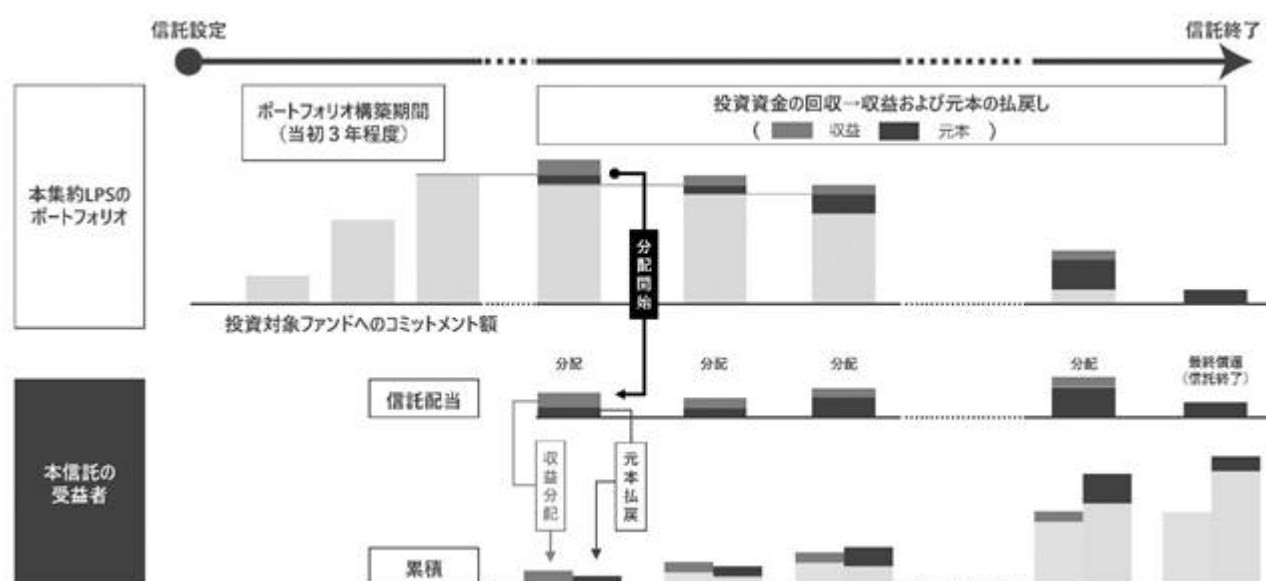 信託設定
信託終了
ポートフォリオ構築期間
（当初３年程度）
投資資金の回収→収益および元本の払戻し
（ 収益 元本 ）
本集約LPSの
ポートフォリオ
分配開始
投資対象ファンドへのコミットメント額
分配
分配
分配
分配
最終償還
（信託終了）
信託配当
本信託の
受益者
収益分配
元本払戻
累積